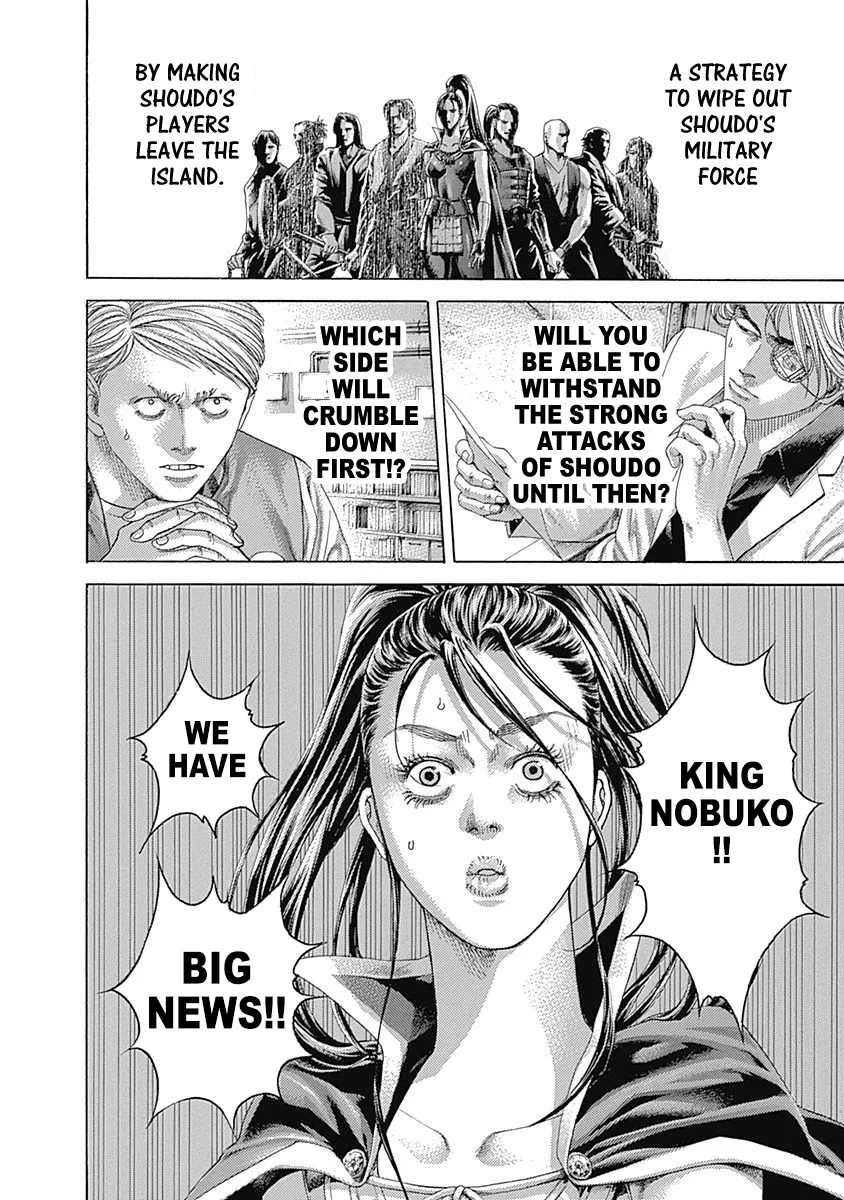 A STRATEGY
TO WIPE OUT
SHOUDO'S
MILITARY
FORCE
BY MAKING
SHOUDO'S
PLAYERS
LEAVE THE
ISLAND.
WILL YOU
BE ABLE TO
WITHSTAND
THE STRONG
ATTACKS
OF SHOUDO
UNTIL THEN?
WHICH
SIDE
WILL
CRUMBLE
DOWN
FIRST!?
KING
NOBUKO
!!
WE
HAVE
BIG
NEWS!!